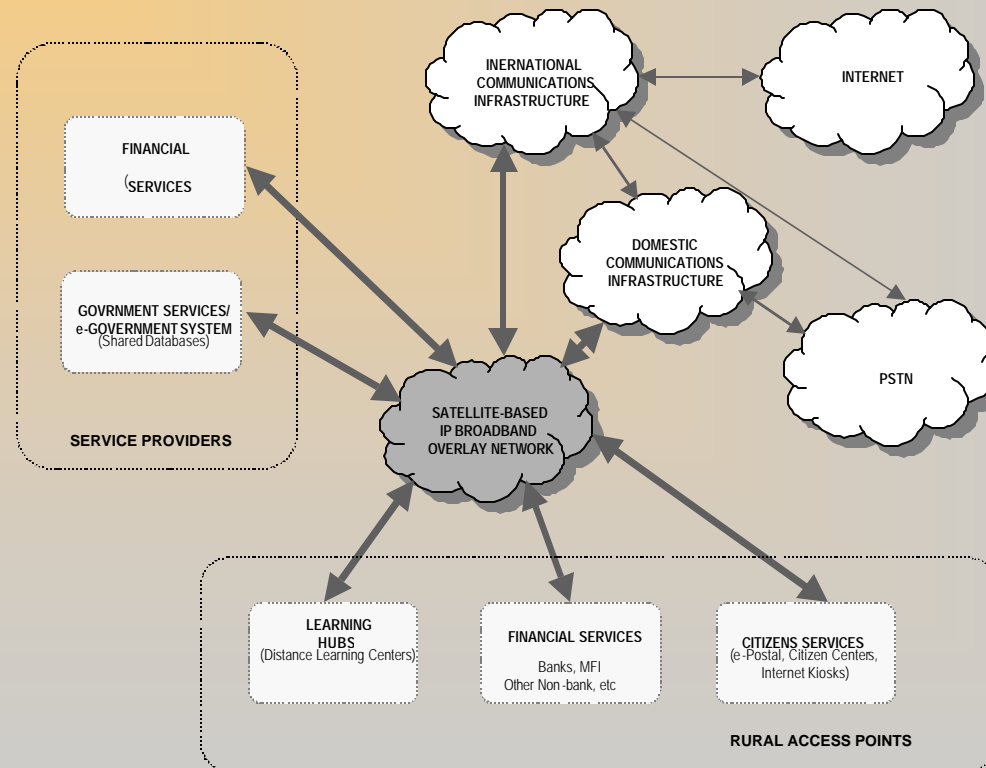 INERNATIONAL
COMMUNICATIONS
INFRASTRUCTURE
INTERNET
FINANCIAL
(SERVICES
DOMESTIC
COMMUNICATIONS
INFRASTRUCTURE
GOVRNMENT SERVICES/
e-GOVERNMENT SYSTEM
(Shared Databases)
PSTN
SATELLITE-BASED
IP BROADBAND
OVERLAY NETWORK
SERVICE PROVIDERS
LEARNING
HUBS
(Distance Learning Centers)
FINANCIAL SERVICES
Banks, MFI
Other Non-bank, etc
CITIZENS SERVICES
(e-Postal, Citizen Centers,
Internet Kiosks)
RURAL ACCESS POINTS